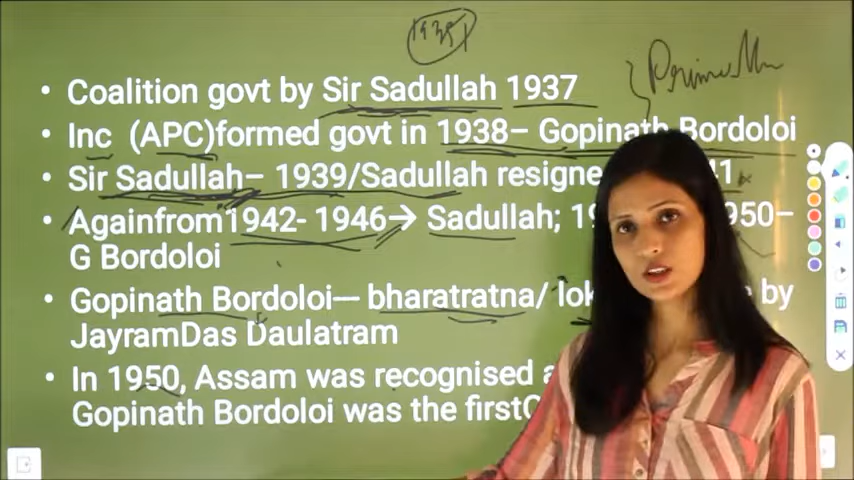 1935
• Coalition govt by Sir Sadullah 1937
• Inc (APC)formed govt in 1938– Gopinath Bordoloi
• Sir Sadullah– 1939/Sadullah resigne 41
• Againfrom1942- 1946→ Sadullah; 19 950–
G Bordoloi
• Gopinath Bordoloi— bharatratna/ lok by
JayramDas Daulatram
• In 1950, Assam was recognised a
Gopinath Bordoloi was the first